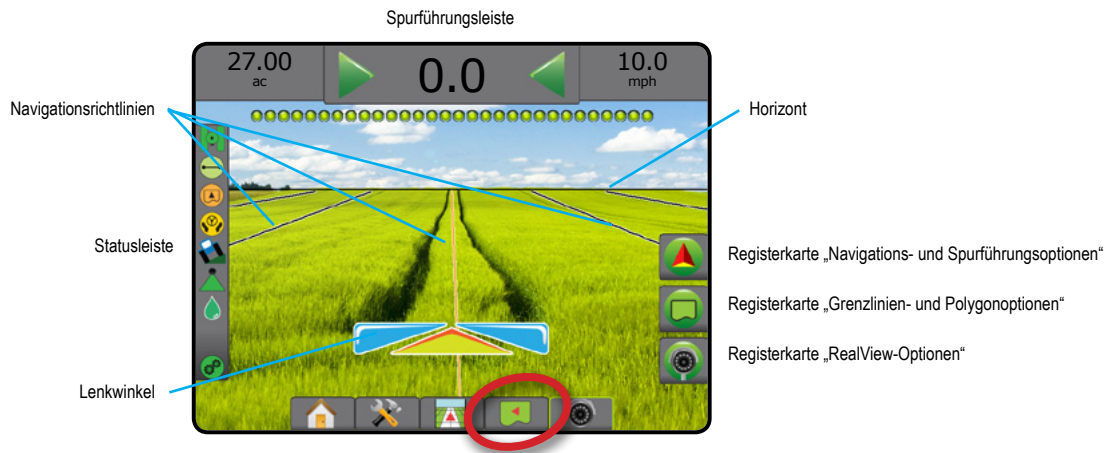 Spurführungsleiste
27.00
ac
0.0
10.0
mph
Navigationsrichtlinien
Horizont
Statusleiste
Registerkarte „Navigations- und Spurführungsoptionen“
Registerkarte „Grenzlinien- und Polygonoptionen“
Registerkarte „RealView-Optionen“
Lenkwinkel